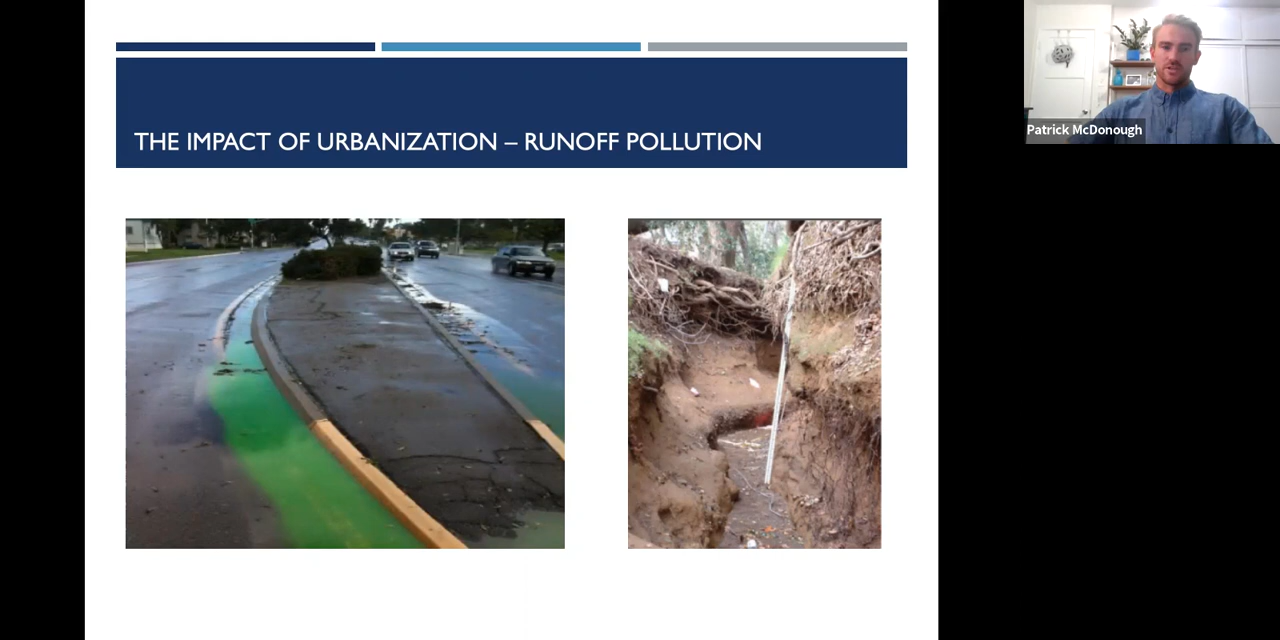 THE IMPACT OF URBANIZATION – RUNOFF POLLUTION
Patrick McDonough